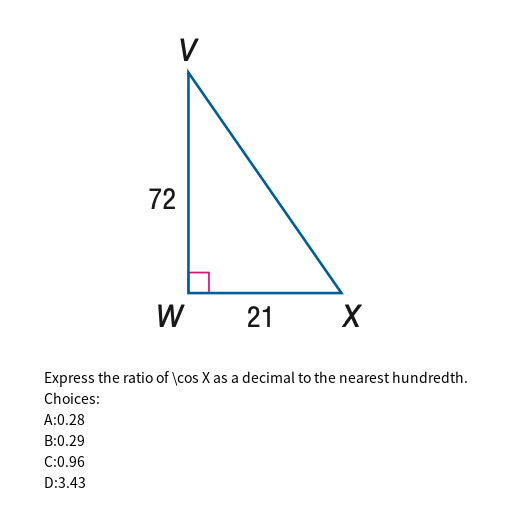 V
72
W
21
X
Express the ratio of \cos X as a decimal to the nearest hundredth.
Choices:
A:0.28
B:0.29
C:0.96
D:3.43